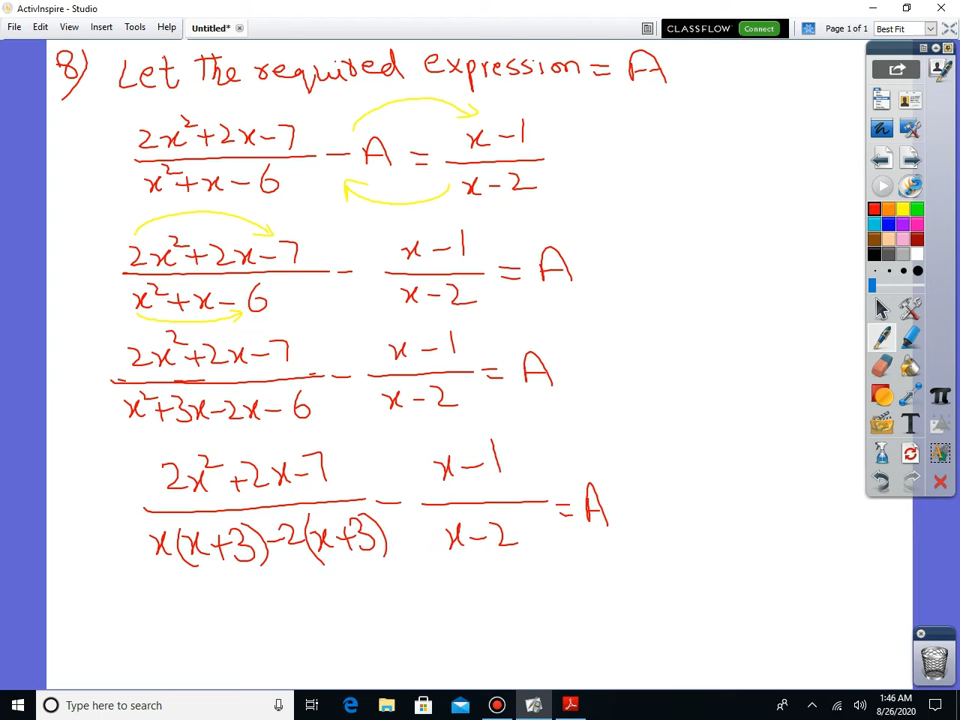 ActivInspire - Studio
File Edit View Insert Tools Help Untitled* CLASSFLOW Connect Page 1 of 1 Best Fit
8) Let the required expression = A
(2x²+2x-7)/(x²+x-6) - A = (x-1)/(x-2)
(2x²+2x-7)/(x²+x-6) - (x-1)/(x-2) = A
(2x²+2x-7)/(x²+3x-2x-6) - (x-1)/(x-2) = A
(2x²+2x-7)/(x(x+3)-2(x+3)) - (x-1)/(x-2) = A
Type here to search
1:46 AM
8/26/2020